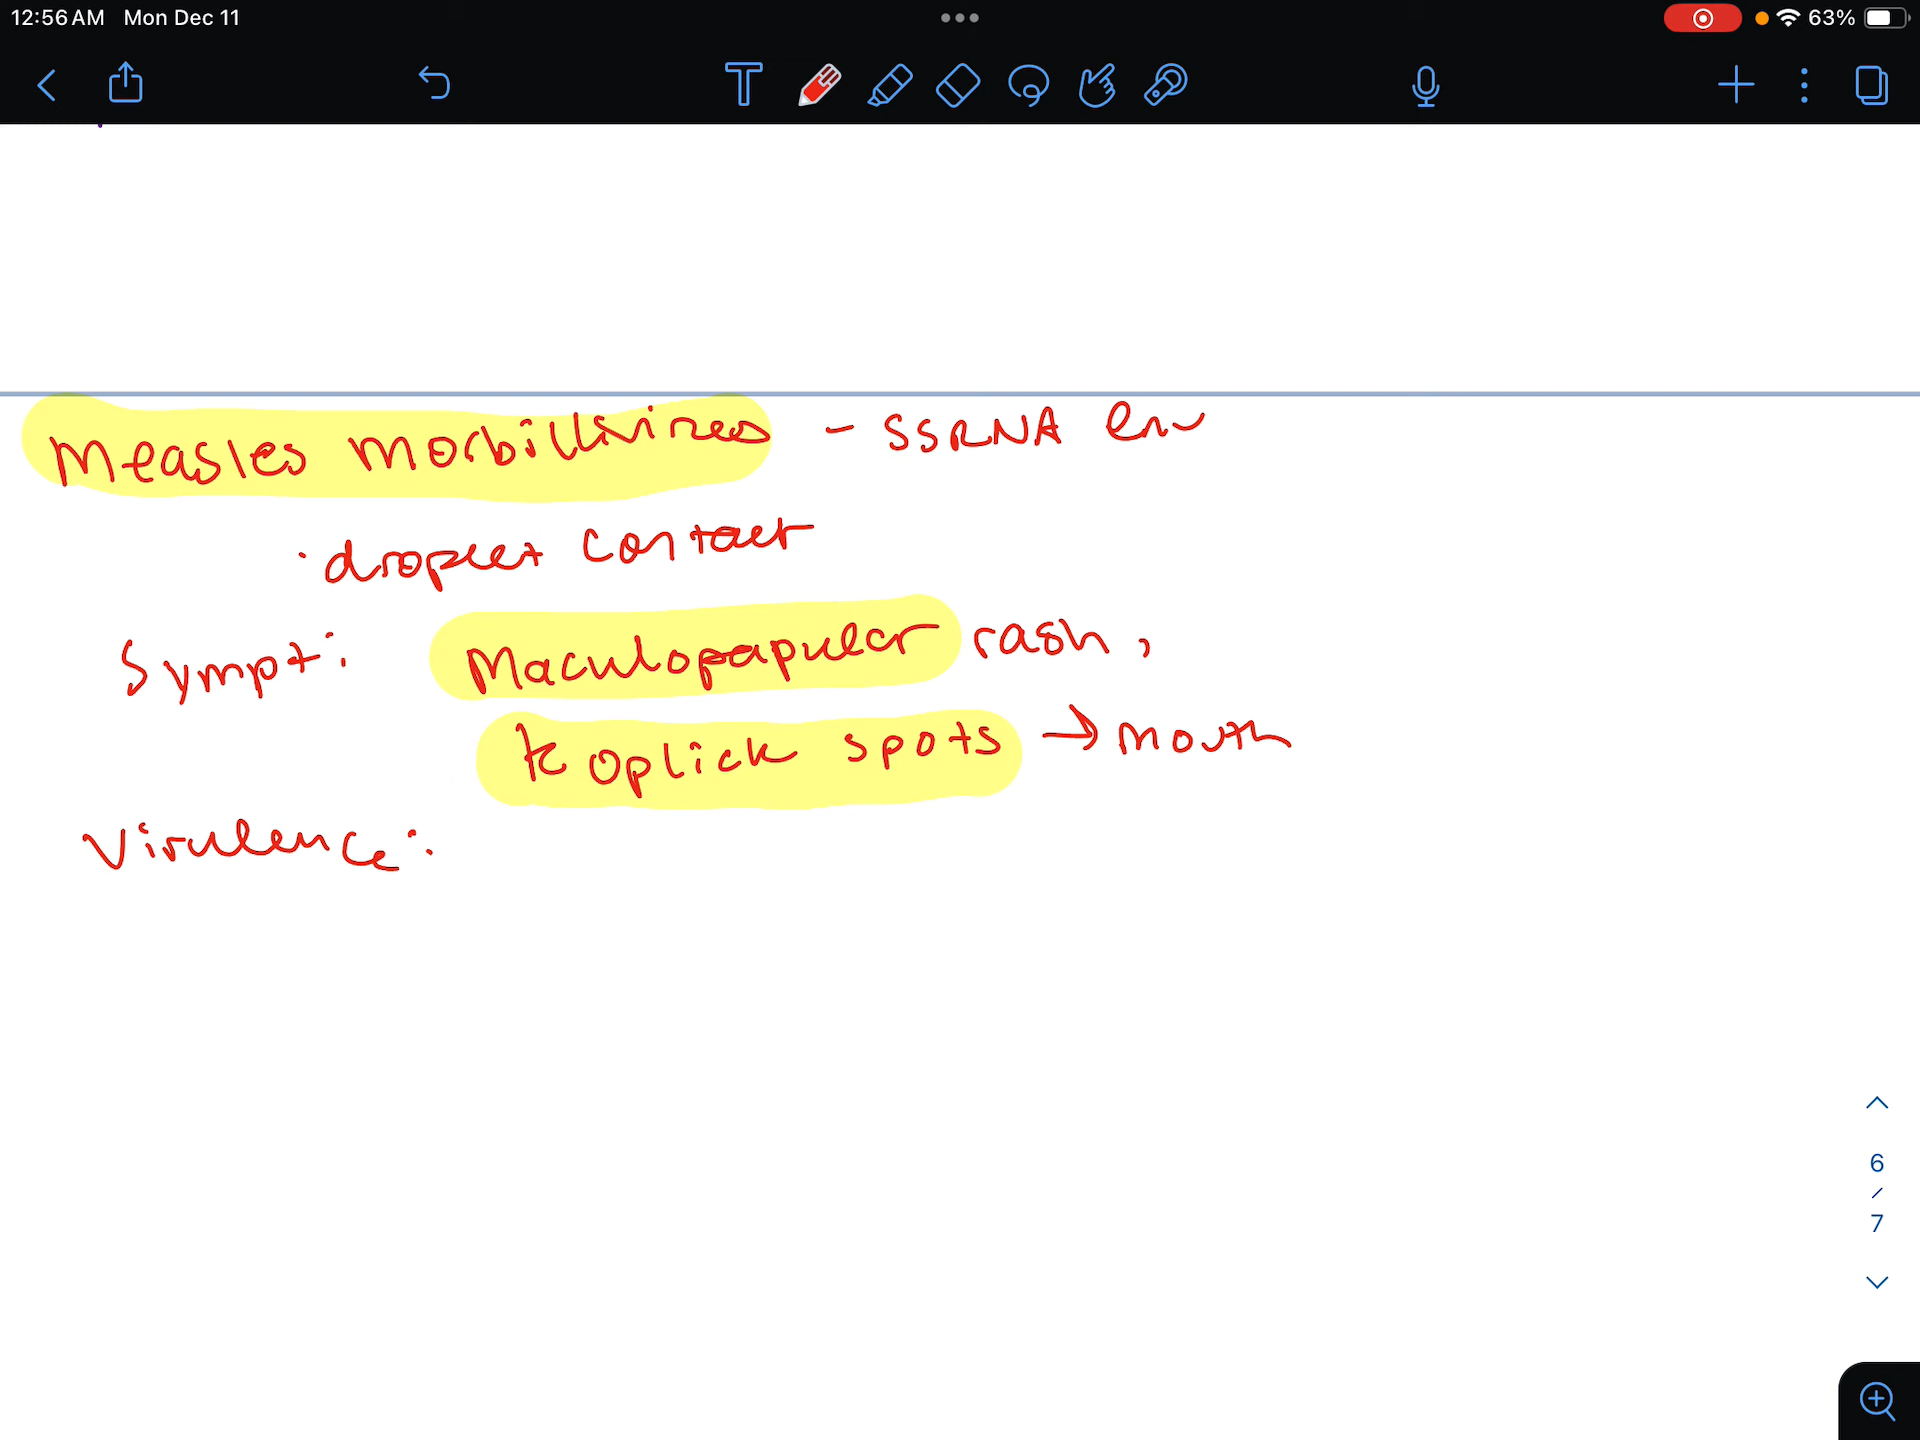 12:56 AM Mon Dec 11
63%
Measles morbillivirus - SSRNA env
· droplet contact
Sympt: Maculopapular rash,
Koplick spots → mouth
Virulence:
6
/
7